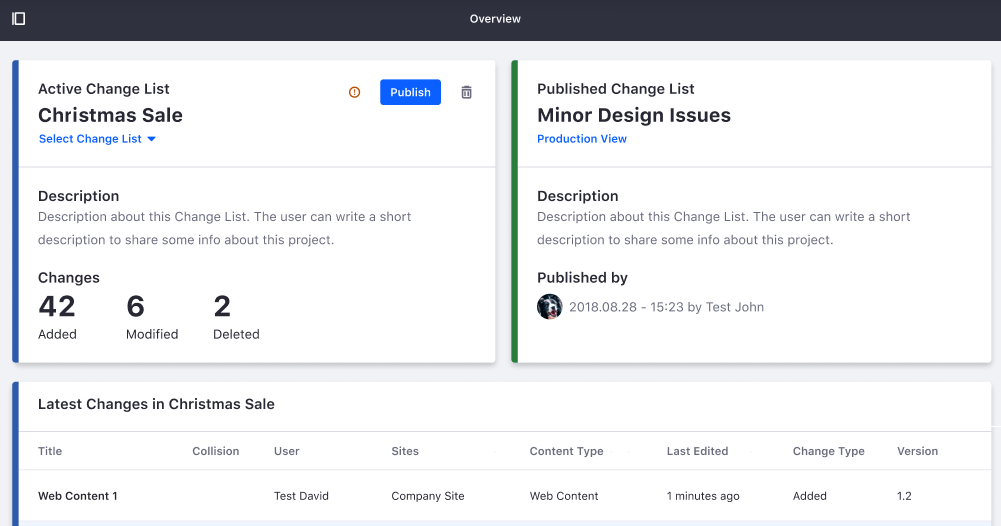 Overview
Active Change List
Publish
Christmas Sale
Select Change List
Description
Description about this Change List. The user can write a short
description to share some info about this project.
Changes
42 6 2
Added Modified Deleted
Published Change List
Minor Design Issues
Production View
Description
Description about this Change List. The user can write a short
description to share some info about this project.
Published by
2018.08.28 - 15:23 by Test John
Latest Changes in Christmas Sale
Title Collision User Sites Content Type Last Edited Change Type Version
Web Content 1 Test David Company Site Web Content 1 minutes ago Added 1.2